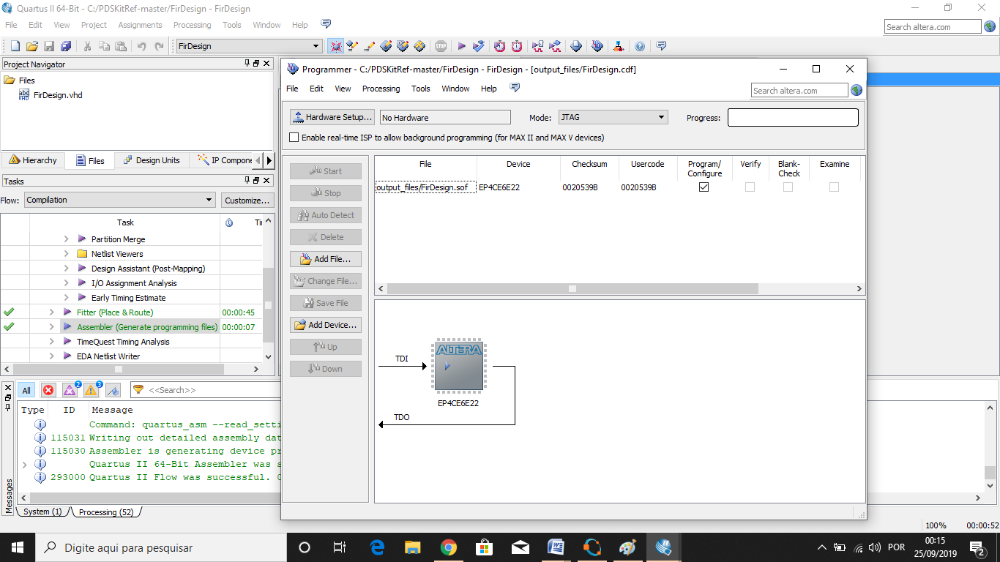 Quartus II 64-Bit - C:/PDSKitRef-master/FirDesign - FirDesign
File Edit View Project Assignments Processing Tools Window Help
Search altera.com
FirDesign
Project Navigator
Files
FirDesign.vhd
Hierarchy Files Design Units IP Compone
Tasks
Flow: Compilation Customize...
Task Ti
Partition Merge
Netlist Viewers
Design Assistant (Post-Mapping)
I/O Assignment Analysis
Early Timing Estimate
Fitter (Place & Route) 00:00:45
Assembler (Generate programming files) 00:00:07
TimeQuest Timing Analysis
EDA Netlist Writer
Programmer - C:/PDSKitRef-master/FirDesign - FirDesign - [output_files/FirDesign.cdf]
File Edit View Processing Tools Window Help
Search altera.com
Hardware Setup... No Hardware Mode: JTAG Progress:
Enable real-time ISP to allow background programming (for MAX II and MAX V devices)
Start
Stop
Auto Detect
Delete
Add File...
Change File...
Save File
Add Device...
Up
Down
File Device Checksum Usercode Program/ Configure Verify Blank- Check Examine
output_files/FirDesign.sof EP4CE6E22 0020539B 0020539B
TDI
ALTERA
EP4CE6E22
TDO
Messages
All 2 3 <<Search>>
Type ID Message
Command: quartus_asm --read_setti
115031 Writing out detailed assembly dat
115030 Assembler is generating device pr
Quartus II 64-Bit Assembler was s
293000 Quartus II Flow was successful.
System (1) Processing (52)
100% 00:00:52
Digite aqui para pesquisar
POR
00:15
25/09/2019
2